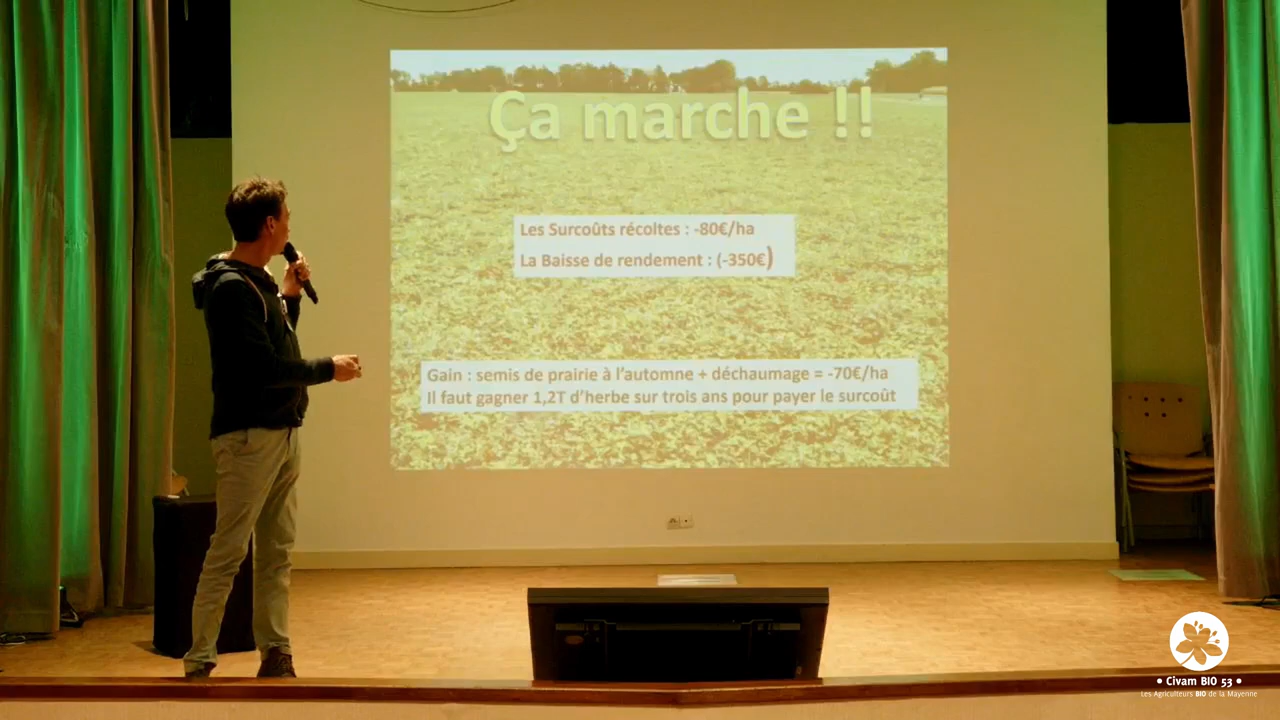 Ça marche !!
Les Surcoûts récoltes : -80€/ha
La Baisse de rendement : (-350€)
Gain : semis de prairie à l'automne + déchaumage = -70€/ha
Il faut gagner 1,2T d'herbe sur trois ans pour payer le surcoût
• Civam BIO 53 •
Les Agriculteurs BIO de la Mayenne